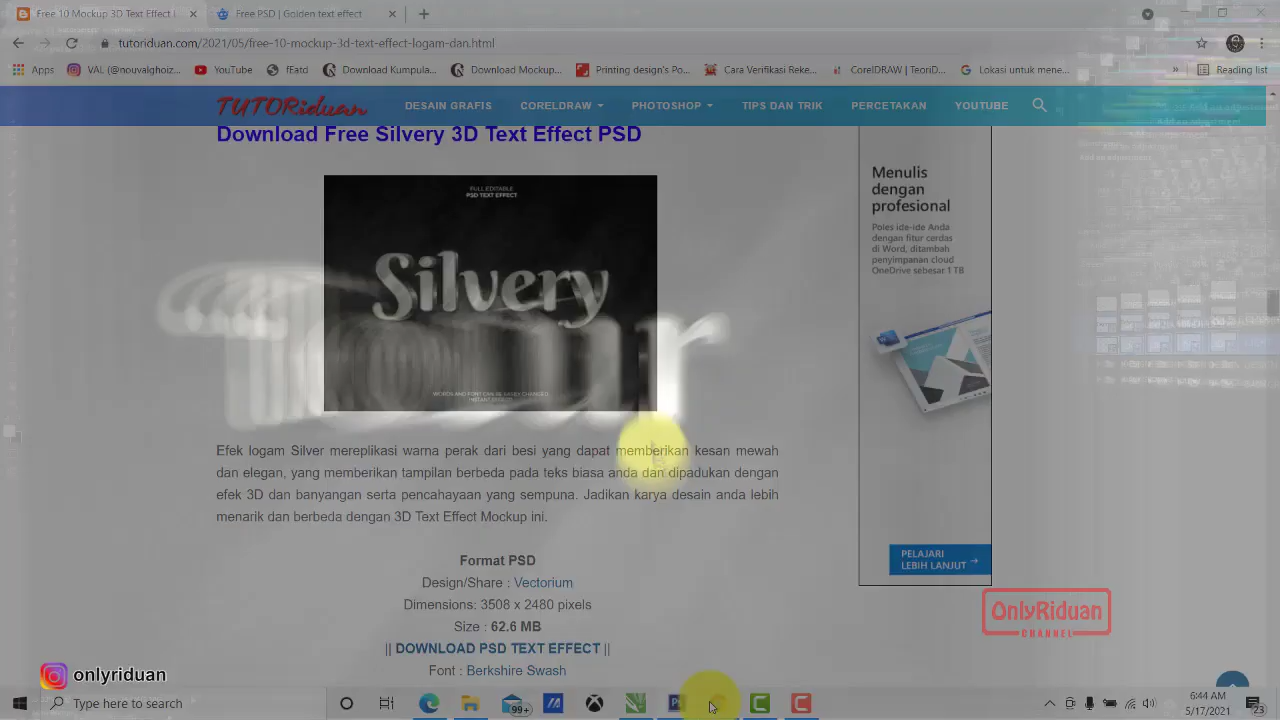 Free 10 Mockup 3D Text Effect L
Free PSD | Golden text effect
tutoriduan.com/2021/05/free-10-mockup-3d-text-effect-logam-dan.html
Apps
VAL (@nouvalghoiz...
YouTube
fEatd
Download Kumpula...
Download Mockup...
Printing design's Po...
Cara Verifikasi Reke...
CorelDRAW | TeoriD...
Lokasi untuk mene...
Reading list
TUTORiduan
DESAIN GRAFIS
CORELDRAW
PHOTOSHOP
TIPS DAN TRIK
PERCETAKAN
YOUTUBE
Download Free Silvery 3D Text Effect PSD
FULL EDITABLE
PSD TEXT EFFECT
Silvery
WORDS AND FONT CAN BE EASILY CHANGED
Menulis
dengan
profesional
Poles ide-ide Anda
dengan fitur cerdas
di Word, ditambah
penyimpanan cloud
OneDrive sebesar 1 TB
PELAJARI
LEBIH LANJUT
Efek logam Silver mereplikasi warna perak dari besi yang dapat memberikan kesan mewah
dan elegan, yang memberikan tampilan berbeda pada teks biasa anda dan dipadukan dengan
efek 3D dan banyangan serta pencahayaan yang sempuna. Jadikan karya desain anda lebih
menarik dan berbeda dengan 3D Text Effect Mockup ini.
Format PSD
Design/Share : Vectorium
Dimensions: 3508 x 2480 pixels
Size : 62.6 MB
|| DOWNLOAD PSD TEXT EFFECT ||
Font : Berkshire Swash
OnlyRiduan
CHANNEL
onlyriduan
Type here to search
99+
6:44 AM
5/17/2021
23